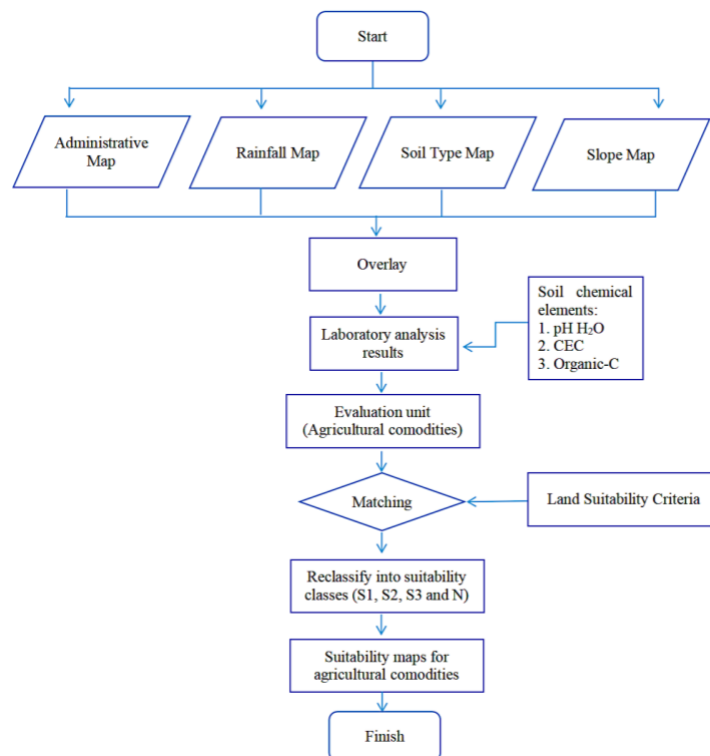 Start
Administrative
Map
Rainfall Map
Soil Type Map
Slope Map
Overlay
Soil chemical
elements:
1. pH H₂O
2. CEC
3. Organic-C
Laboratory analysis
results
Evaluation unit
(Agricultural comodities)
Matching
Land Suitability Criteria
Reclassify into suitability
classes (S1, S2, S3 and N)
Suitability maps for
agricultural comodities
Finish